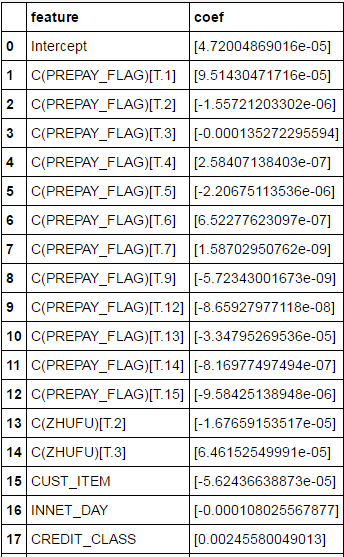 feature coef
0 Intercept [4.72004869016e-05]
1 C(PREPAY_FLAG)[T.1] [9.51430471716e-05]
2 C(PREPAY_FLAG)[T.2] [-1.55721203302e-06]
3 C(PREPAY_FLAG)[T.3] [-0.000135272295594]
4 C(PREPAY_FLAG)[T.4] [2.58407138403e-07]
5 C(PREPAY_FLAG)[T.5] [-2.20675113536e-06]
6 C(PREPAY_FLAG)[T.6] [6.52277623097e-07]
7 C(PREPAY_FLAG)[T.7] [1.58702950762e-09]
8 C(PREPAY_FLAG)[T.9] [-5.72343001673e-09]
9 C(PREPAY_FLAG)[T.12] [-8.65927977118e-08]
10 C(PREPAY_FLAG)[T.13] [-3.34795269536e-05]
11 C(PREPAY_FLAG)[T.14] [-8.16977497494e-07]
12 C(PREPAY_FLAG)[T.15] [-9.58425138948e-06]
13 C(ZHUFU)[T.2] [-1.67659153517e-05]
14 C(ZHUFU)[T.3] [6.46152549991e-05]
15 CUST_ITEM [-5.62436638873e-05]
16 INNET_DAY [-0.000108025567877]
17 CREDIT_CLASS [0.00245580049013]